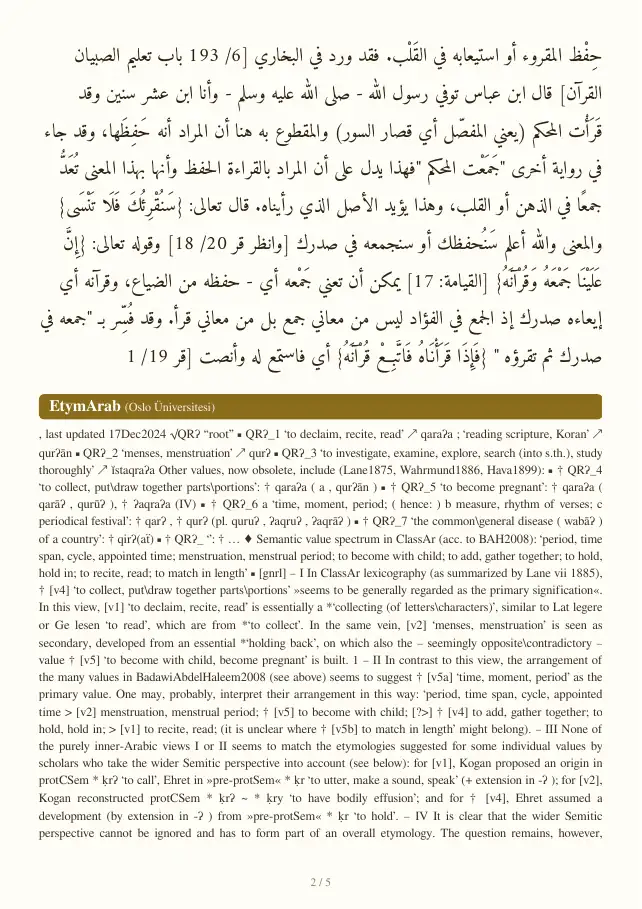 حِفْظ المقروء أو استيعابه في القَلْب. فقد ورد في البخاري [6/ 193 باب تعليم الصبيان
القرآن] قال ابن عباس توفي رسول الله - صلى الله عليه وسلم - وأنا ابن عشر سنين وقد
قَرَأْت المحكم (يعني المفصّل أي قصار السور) والمقطوع به هنا أن المراد أنه حَفِظَها، وقد جاء
في رواية أخرى "جَمَعْت المحكم "فهذا يدل على أن المراد بالقراءة الحفظ وأنها بهذا المعنى تُعَدُّ
جمعًا في الذهن أو القلب، وهذا يؤيد الأصل الذي رأيناه. قال تعالى: {سَنُقْرِئُكَ فَلَا تَنْسَى}
والمعنى والله أعلم سَنُحفظك أو سنجمعه في صدرك [وانظر قر 20/ 18] وقوله تعالى: {إِنَّ
عَلَيْنَا جَمْعَهُ وَقُرْآنَهُ} [القيامة: 17] يمكن أن تعني جَمْعه أي - حفظه من الضياع، وقرآنه أي
إيعاءه صدرك إذ الجمع في الفؤاد ليس من معاني جمع بل من معاني قرأ. وقد فُسِّر بـ "جمعه في
صدرك ثم تقرؤه " {فَإِذَا قَرَأْنَاهُ فَاتَّبِعْ قُرْآنَهُ} أي فاستمع له وأنصت [قر 19/ 1
EtymArab (Oslo Üniversitesi)
, last updated 17Dec2024 √QRʔ “root” ▪ QRʔ_1 ‘to declaim, recite, read’ ↗ qaraʔa ; ‘reading scripture, Koran’ ↗
qurʔān ▪ QRʔ_2 ‘menses, menstruation’ ↗ qurʔ ▪ QRʔ_3 ‘to investigate, examine, explore, search (into s.th.), study
thoroughly’ ↗ ĭstaqraʔa Other values, now obsolete, include (Lane1875, Wahrmund1886, Hava1899): ▪ † QRʔ_4
‘to collect, put\draw together parts\portions’: † qaraʔa ( a , qurʔān ) ▪ † QRʔ_5 ‘to become pregnant’: † qaraʔa (
qarāʔ , qurūʔ ), † ʔaqraʔa (IV) ▪ † QRʔ_6 a ‘time, moment, period; ( hence: ) b measure, rhythm of verses; c
periodical festival’: † qarʔ , † qurʔ (pl. quruʔ , ʔaqruʔ , ʔaqrāʔ ) ▪ † QRʔ_7 ‘the common\general disease ( wabāʔ )
of a country’: † qirʔ(aẗ) ▪ † QRʔ_ ‘’: † … ♦ Semantic value spectrum in ClassAr (acc. to BAH2008): ‘period, time
span, cycle, appointed time; menstruation, menstrual period; to become with child; to add, gather together; to hold,
hold in; to recite, read; to match in length’ ▪ [gnrl] – I In ClassAr lexicography (as summarized by Lane vii 1885),
† [v4] ‘to collect, put\draw together parts\portions’ »seems to be generally regarded as the primary signification«.
In this view, [v1] ‘to declaim, recite, read’ is essentially a *‘collecting (of letters\characters)’, similar to Lat legere
or Ge lesen ‘to read’, which are from *‘to collect’. In the same vein, [v2] ‘menses, menstruation’ is seen as
secondary, developed from an essential *‘holding back’, on which also the – seemingly opposite\contradictory –
value † [v5] ‘to become with child, become pregnant’ is built. 1 – II In contrast to this view, the arrangement of
the many values in BadawiAbdelHaleem2008 (see above) seems to suggest † [v5a] ‘time, moment, period’ as the
primary value. One may, probably, interpret their arrangement in this way: ‘period, time span, cycle, appointed
time > [v2] menstruation, menstrual period; † [v5] to become with child; [?>] † [v4] to add, gather together; to
hold, hold in; > [v1] to recite, read; (it is unclear where † [v5b] to match in length’ might belong). – III None of
the purely inner-Arabic views I or II seems to match the etymologies suggested for some individual values by
scholars who take the wider Semitic perspective into account (see below): for [v1], Kogan proposed an origin in
protCSem * ḳrʔ ‘to call’, Ehret in »pre-protSem« * ḳr ‘to utter, make a sound, speak’ (+ extension in -ʔ ); for [v2],
Kogan reconstructed protCSem * ḳrʔ ~ * ḳry ‘to have bodily effusion’; and for † [v4], Ehret assumed a
development (by extension in -ʔ ) from »pre-protSem« * ḳr ‘to hold’. – IV It is clear that the wider Semitic
perspective cannot be ignored and has to form part of an overall etymology. The question remains, however,
2 / 5